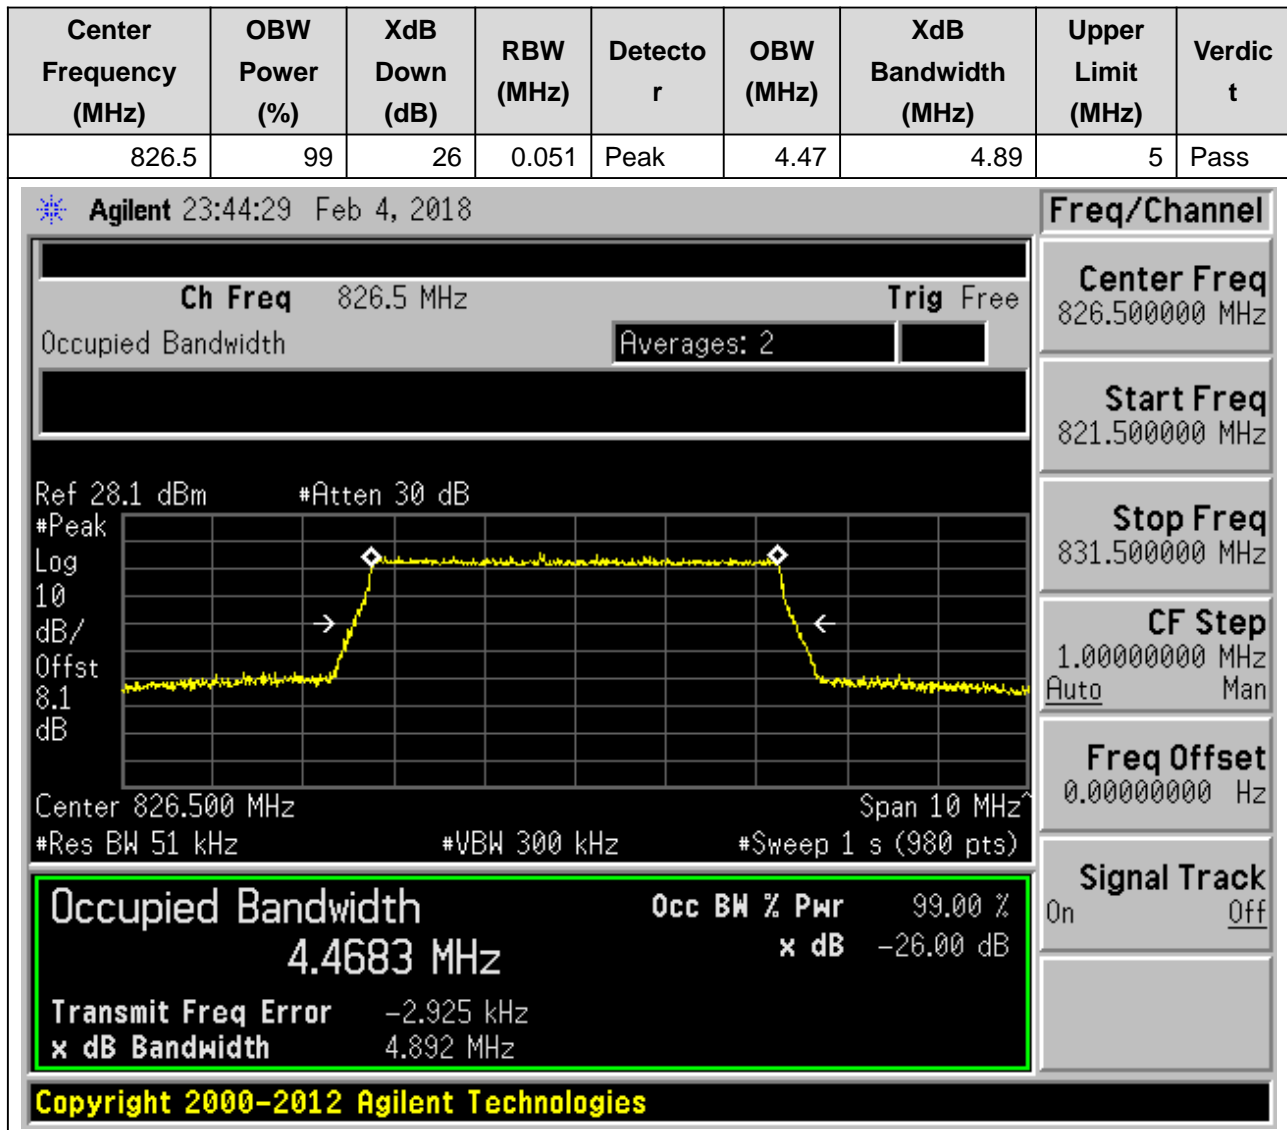 Center Frequency (MHz) OBW Power (%) XdB Down (dB) RBW (MHz) Detecto r OBW (MHz) XdB Bandwidth (MHz) Upper Limit (MHz) Verdic t
826.5 99 26 0.051 Peak 4.47 4.89 5 Pass
Agilent 23:44:29 Feb 4, 2018
Freq/Channel
Ch Freq 826.5 MHz Trig Free
Occupied Bandwidth Averages: 2
Ref 28.1 dBm #Atten 30 dB
#Peak
Log
10
dB/
Offst
8.1
dB
Center 826.500 MHz Span 10 MHz^
#Res BW 51 kHz #VBW 300 kHz #Sweep 1 s (980 pts)
Occupied Bandwidth Occ BW % Pwr 99.00 %
4.4683 MHz x dB -26.00 dB
Transmit Freq Error -2.925 kHz
x dB Bandwidth 4.892 MHz
Center Freq
826.500000 MHz
Start Freq
821.500000 MHz
Stop Freq
831.500000 MHz
CF Step
1.00000000 MHz
Auto Man
Freq Offset
0.00000000 Hz
Signal Track
On Off
Copyright 2000-2012 Agilent Technologies